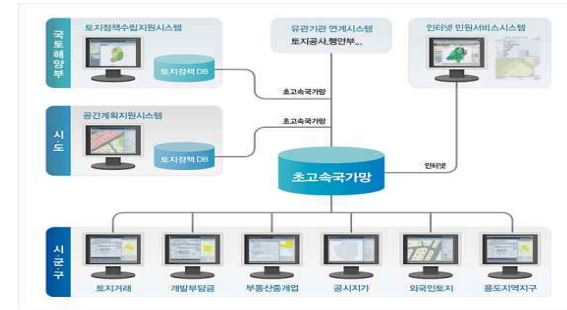 국토해양부
토지정책수립지원시스템
토지정책 DB
유관기관 연계시스템
토지공사,행안부...
인터넷 민원서비스시스템
초고속국가망
시·도
공간계획지원시스템
토지정책 DB
초고속국가망
초고속국가망
인터넷
시·군·구
토지거래
개발부담금
부동산중개업
공시지가
외국인토지
용도지역지구